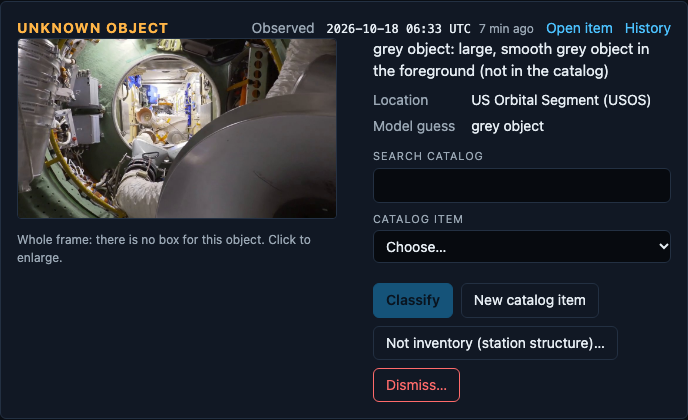 UNKNOWN OBJECT
Observed 2026-10-18 06:33 UTC 7 min ago Open item History
grey object: large, smooth grey object in
the foreground (not in the catalog)
Location US Orbital Segment (USOS)
Model guess grey object
SEARCH CATALOG
CATALOG ITEM
Choose...
Classify
New catalog item
Not inventory (station structure)...
Dismiss...
Whole frame: there is no box for this object. Click to
enlarge.